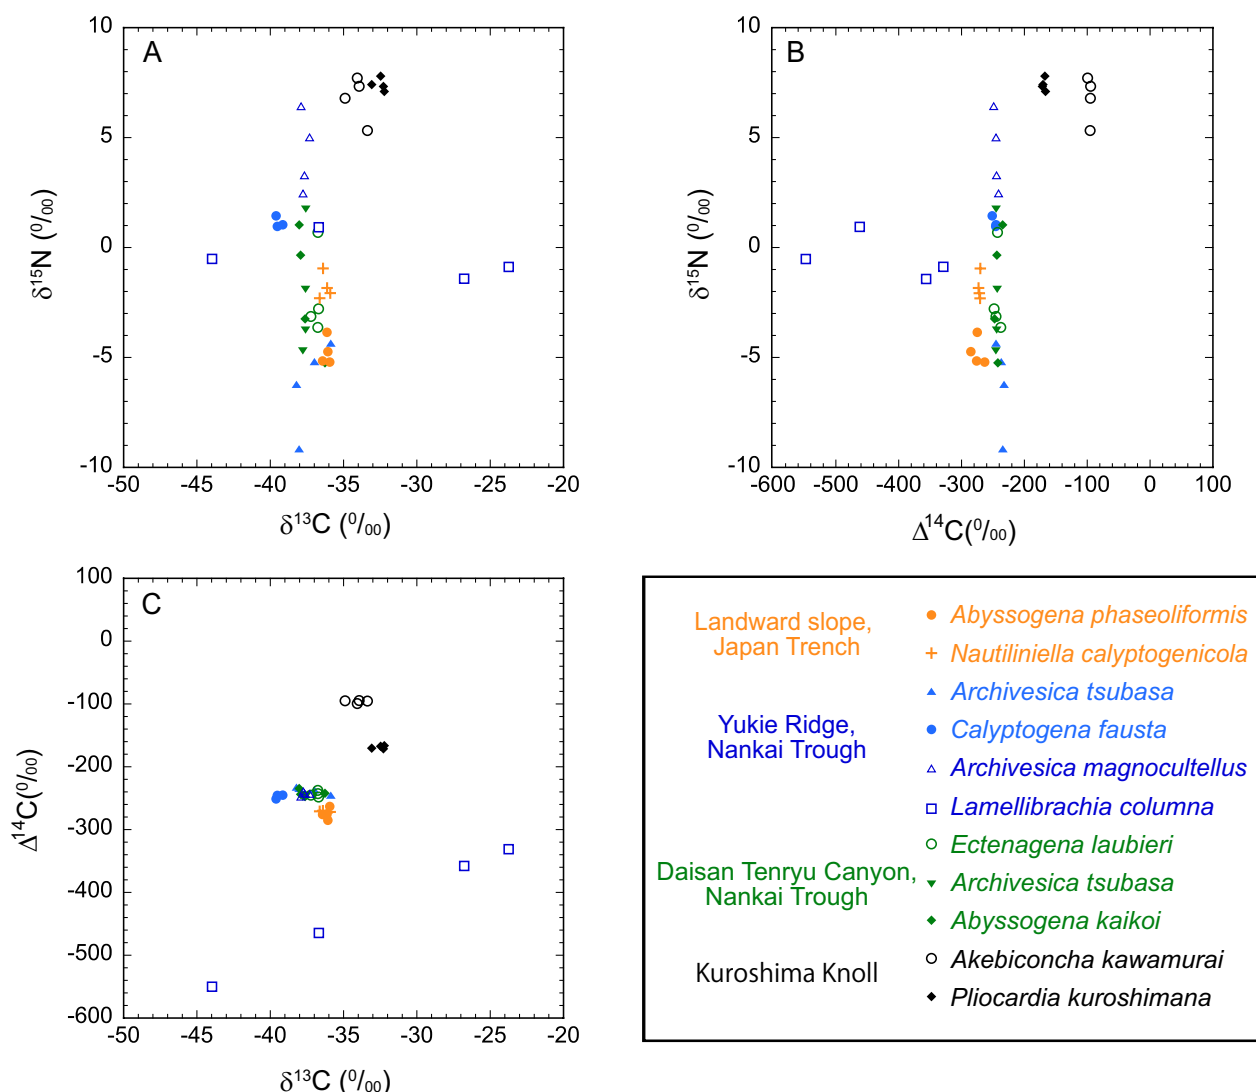 A
10
5
0
-5
-10
δ15N (0/00)
-50 -45 -40 -35 -30 -25 -20
δ13C (0/00)
B
10
5
0
-5
-10
δ15N (0/00)
-600 -500 -400 -300 -200 -100 0 100
Δ14C(0/00)
C
100
0
-100
-200
-300
-400
-500
-600
Δ14C(0/00)
-50 -45 -40 -35 -30 -25 -20
δ13C (0/00)
Landward slope,
Japan Trench
Abyssogena phaseoliformis
Nautiliniella calyptogenicola
Yukie Ridge,
Nankai Trough
Archivesica tsubasa
Calyptogena fausta
Archivesica magnocultellus
Lamellibrachia columna
Daisan Tenryu Canyon,
Nankai Trough
Ectenagena laubieri
Archivesica tsubasa
Abyssogena kaikoi
Kuroshima Knoll
Akebiconcha kawamurai
Pliocardia kuroshimana